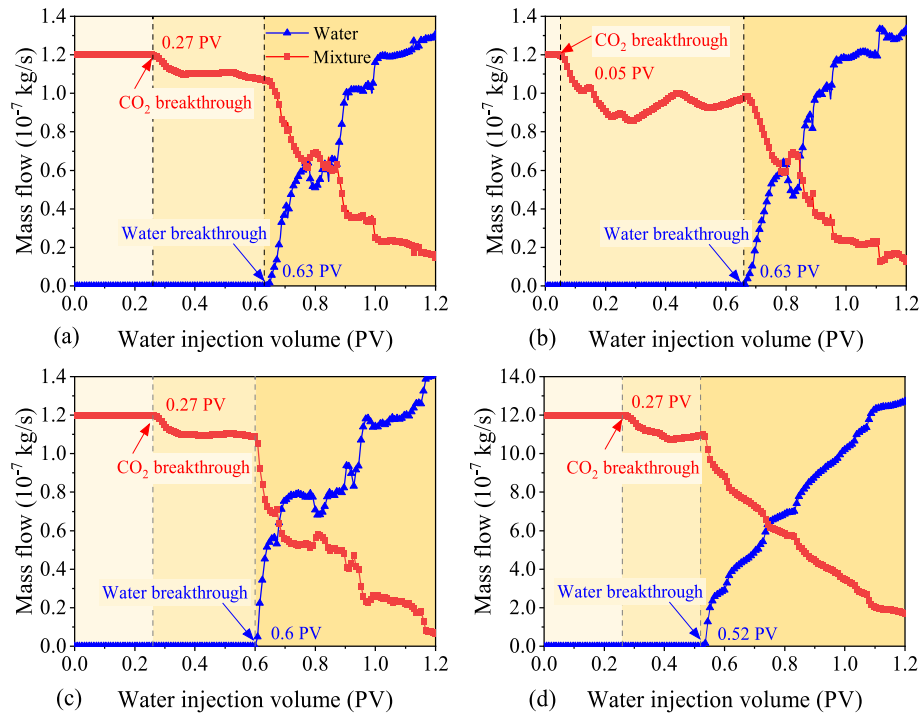 1.4
1.2
1.0
0.8
0.6
0.4
0.2
0.0
Mass flow (10⁻⁷ kg/s)
0.27 PV
CO₂ breakthrough
Water
Mixture
Water breakthrough
0.63 PV
0.0 0.2 0.4 0.6 0.8 1.0 1.2
(a) Water injection volume (PV)
1.4
1.2
1.0
0.8
0.6
0.4
0.2
0.0
Mass flow (10⁻⁷ kg/s)
CO₂ breakthrough
0.05 PV
Water breakthrough
0.63 PV
0.0 0.2 0.4 0.6 0.8 1.0 1.2
(b) Water injection volume (PV)
1.4
1.2
1.0
0.8
0.6
0.4
0.2
0.0
Mass flow (10⁻⁷ kg/s)
0.27 PV
CO₂ breakthrough
Water breakthrough
0.6 PV
0.0 0.2 0.4 0.6 0.8 1.0 1.2
(c) Water injection volume (PV)
14.0
12.0
10.0
8.0
6.0
4.0
2.0
0.0
Mass flow (10⁻⁷ kg/s)
0.27 PV
CO₂ breakthrough
Water breakthrough
0.52 PV
0.0 0.2 0.4 0.6 0.8 1.0 1.2
(d) Water injection volume (PV)